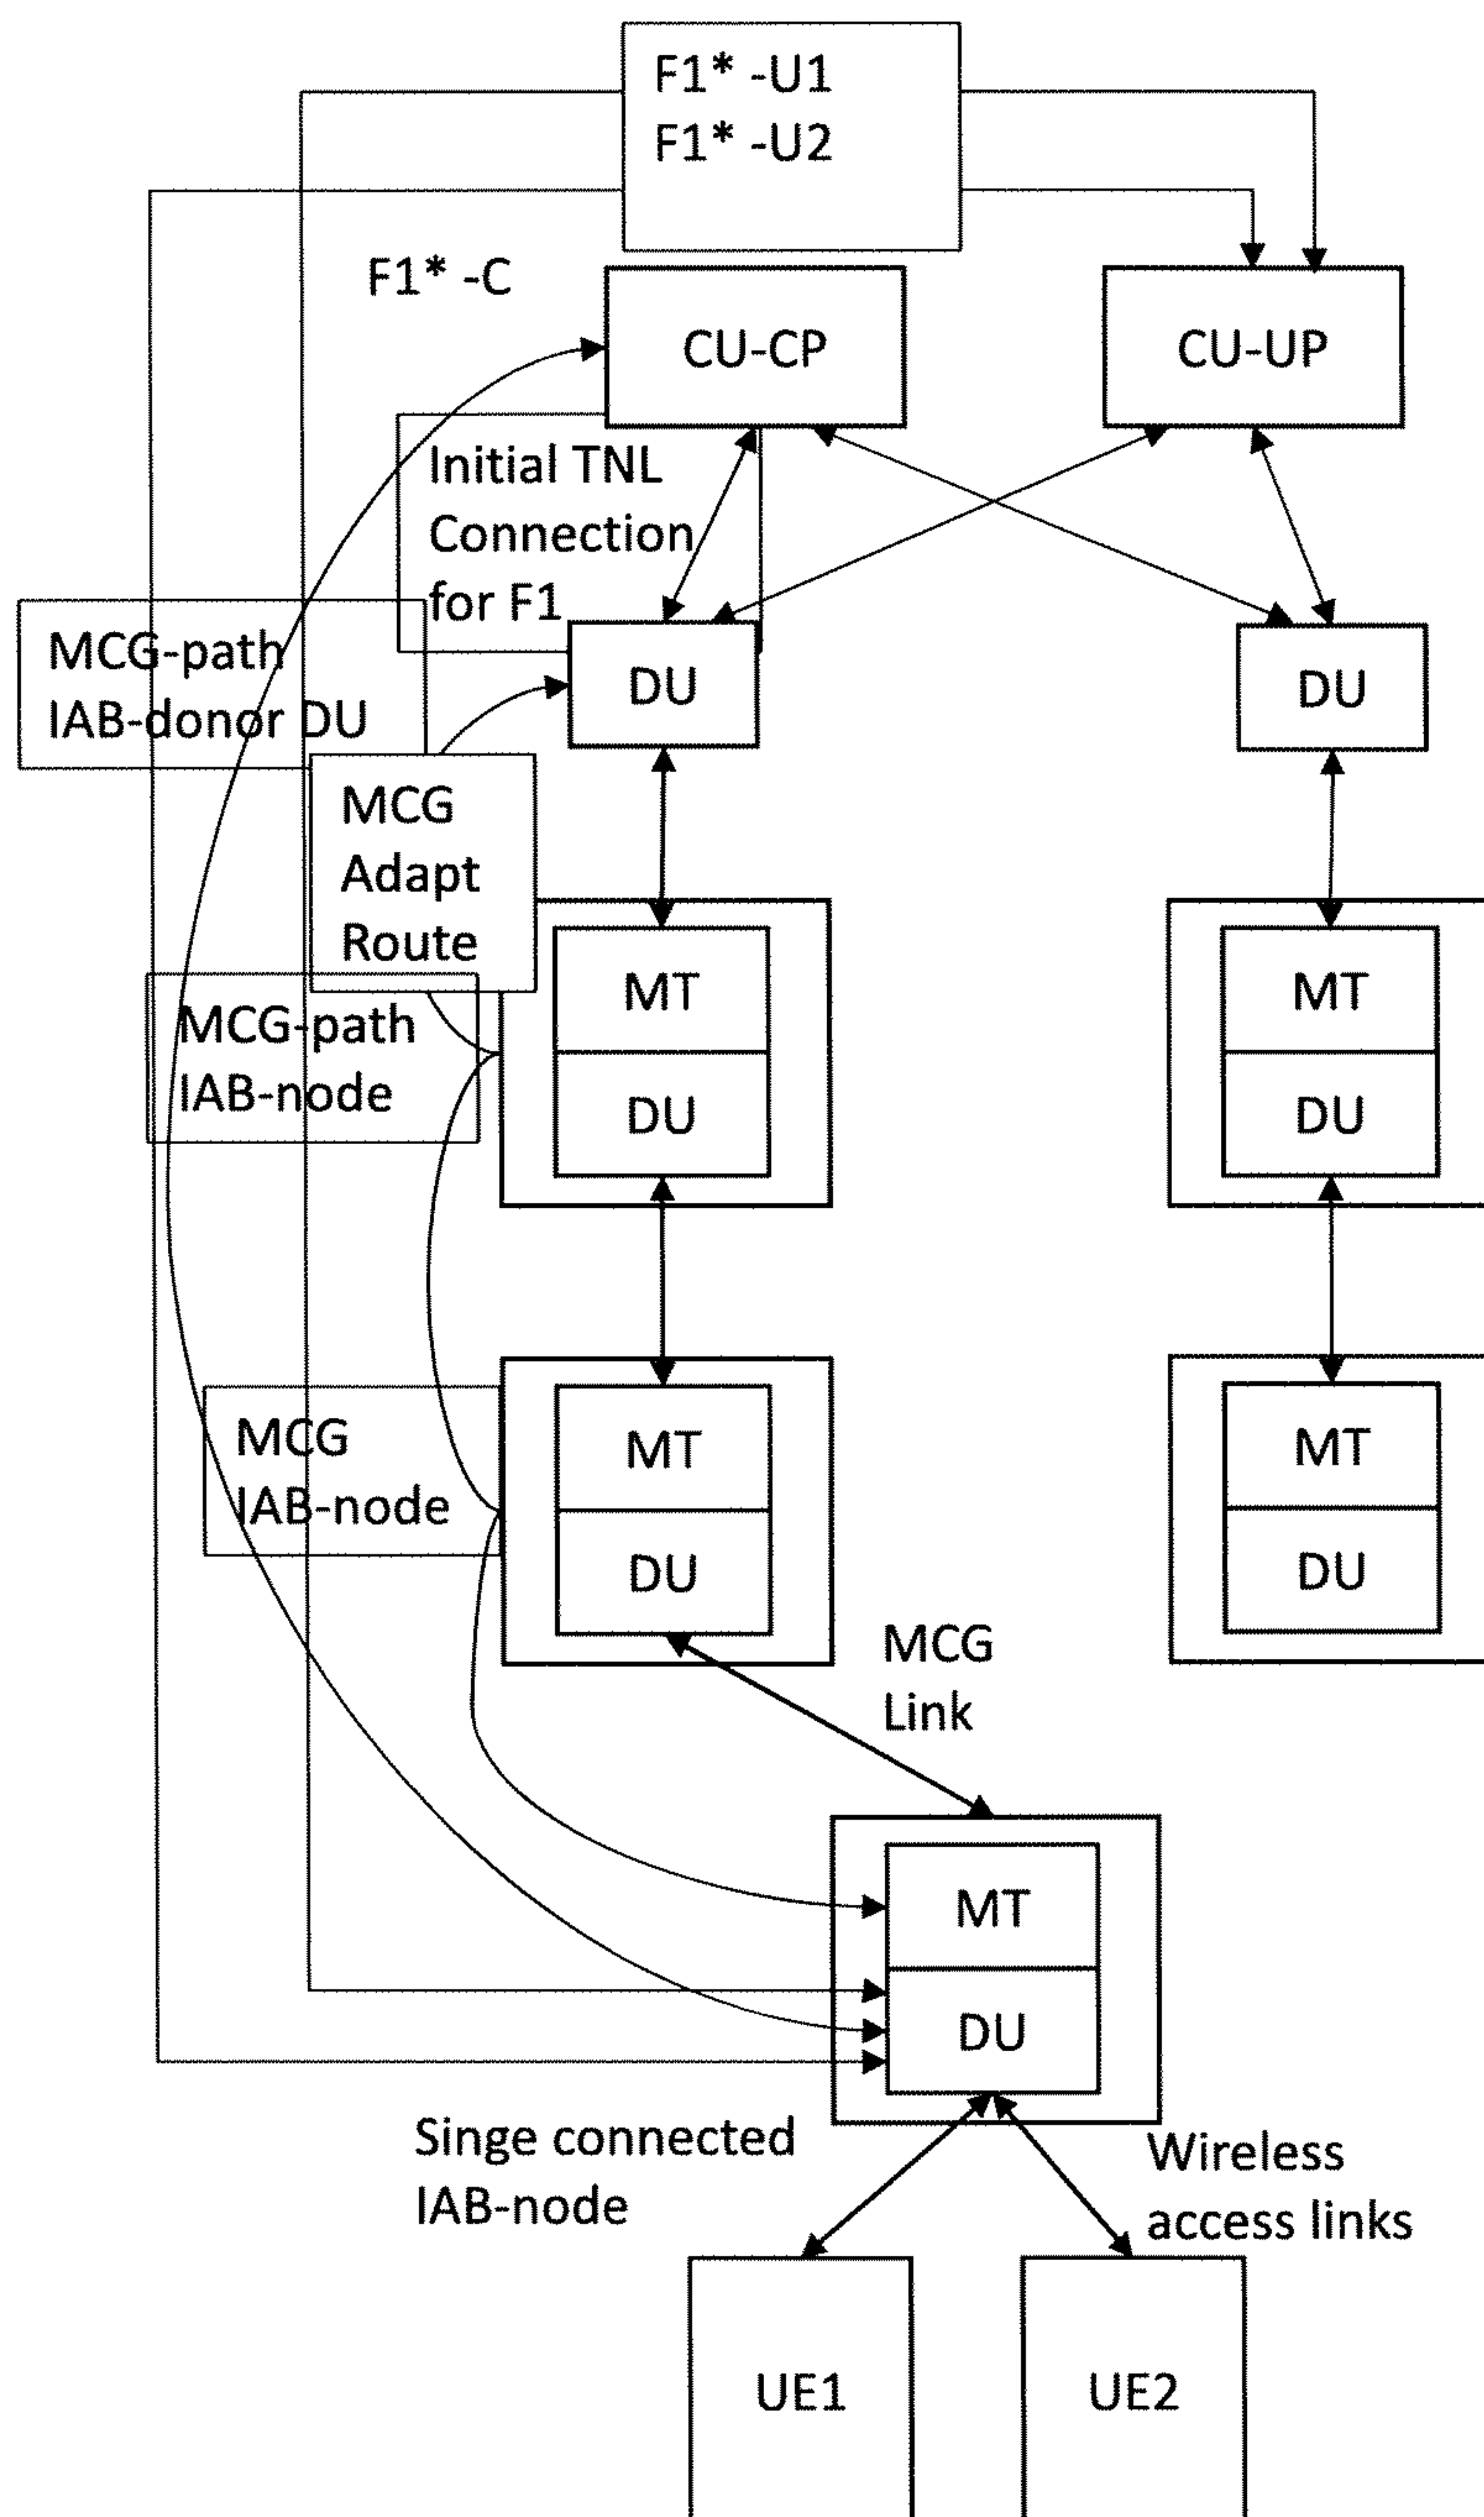 F1* -U1
F1* -U2
F1* -C
CU-CP
CU-UP
Initial TNL
Connection
for F1
MCG-path
IAB-donor DU
DU
DU
MCG
Adapt
Route
MT
MT
MCG-path
IAB-node
DU
DU
MCG
IAB-node
MT
MT
DU
DU
MCG
Link
MT
DU
Singe connected
IAB-node
Wireless
access links
UE1
UE2